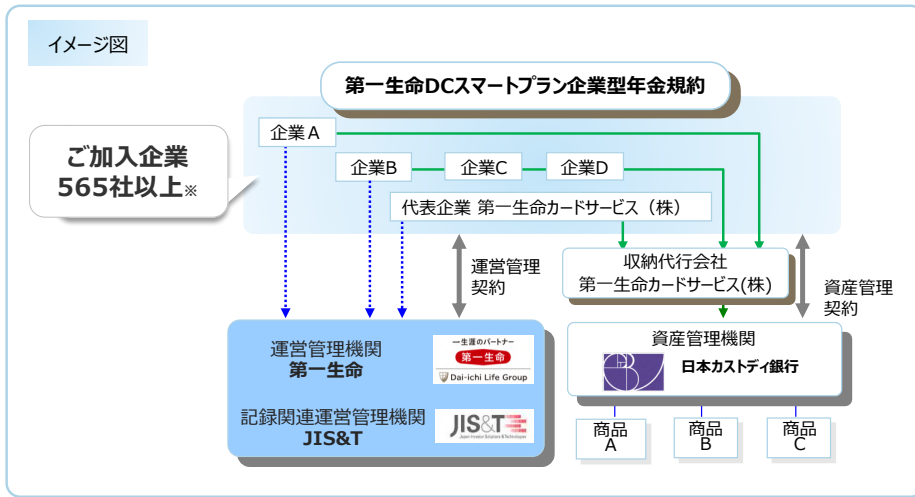 イメージ図
第一生命DCスマートプラン企業型年金規約
ご加入企業
565社以上※
企業A
企業B
企業C
企業D
代表企業 第一生命カードサービス（株）
運営管理
契約
収納代行会社
第一生命カードサービス(株)
資産管理
契約
運営管理機関
第一生命
一生涯のパートナー
第一生命
Dai-ichi Life Group
記録関連運営管理機関
JIS&T
JIS&T
Japan Investor Solutions & Technologies
資産管理機関
日本カストディ銀行
商品
A
商品
B
商品
C